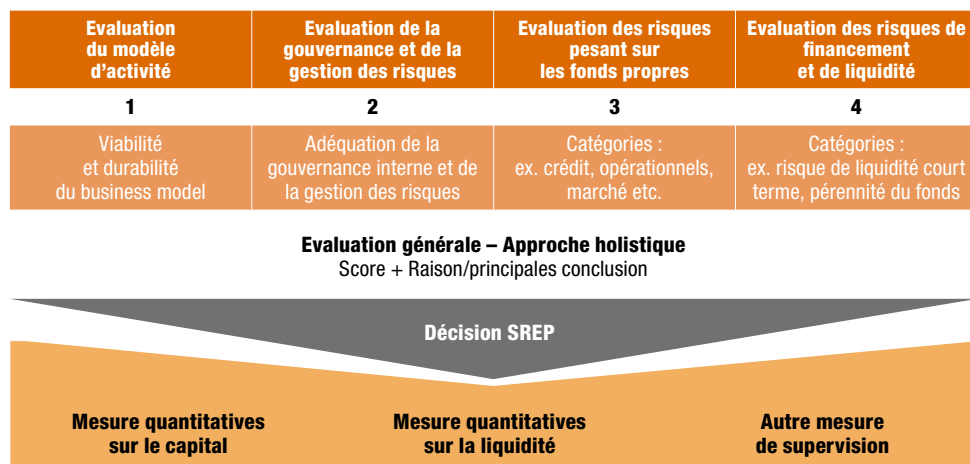 Evaluation
du modèle
d'activité
Evaluation de la
gouvernance et de la
gestion des risques
Evaluation des risques
pesant sur
les fonds propres
Evaluation des risques de
financement
et de liquidité
1
2
3
4
Viabilité
et durabilité
du business model
Adéquation de la
gouvernance interne et de
la gestion des risques
Catégories :
ex. crédit, opérationnels,
marché etc.
Catégories :
ex. risque de liquidité court
terme, pérennité du fonds
Evaluation générale – Approche holistique
Score + Raison/principales conclusion
Décision SREP
Mesure quantitatives
sur le capital
Mesure quantitatives
sur la liquidité
Autre mesure
de supervision